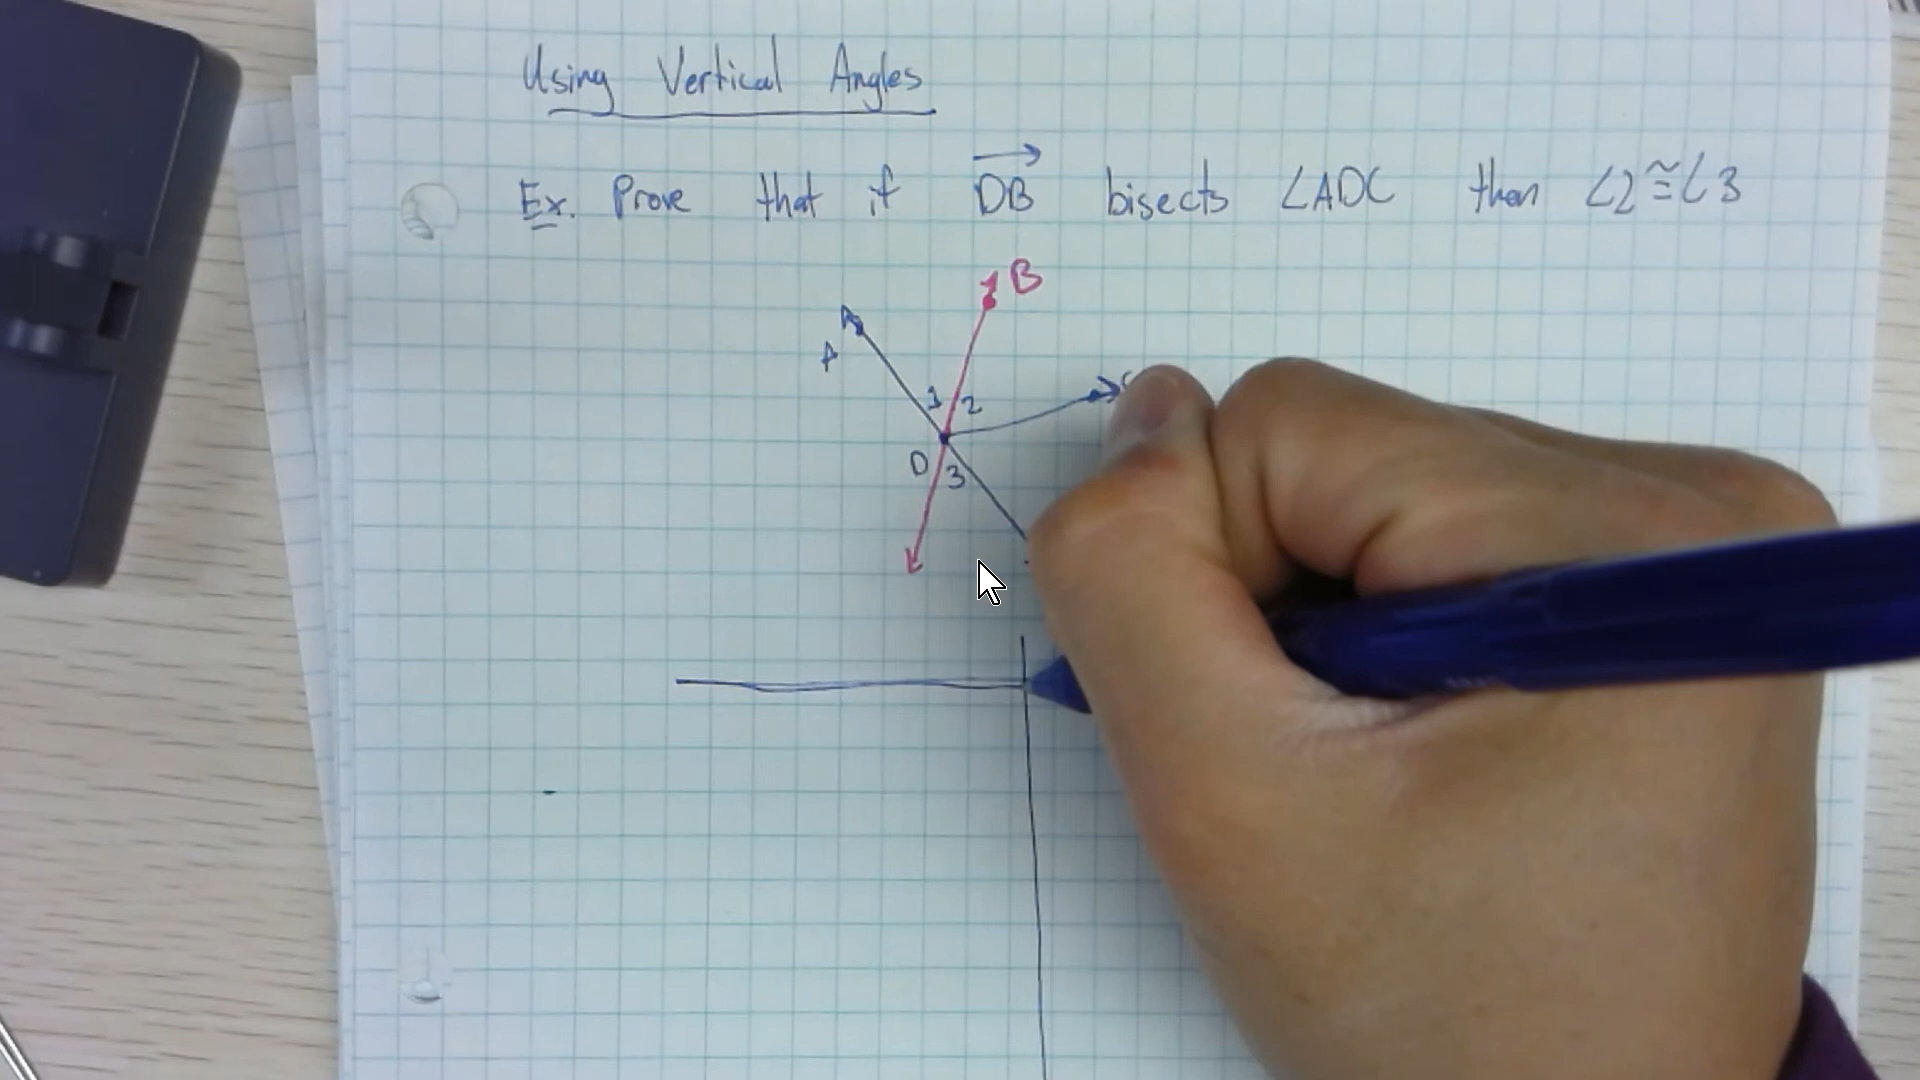 Using Vertical Angles
Ex. Prove that if DB bisects ∠ADC then ∠2≅∠3
B
A
1 2
D 3